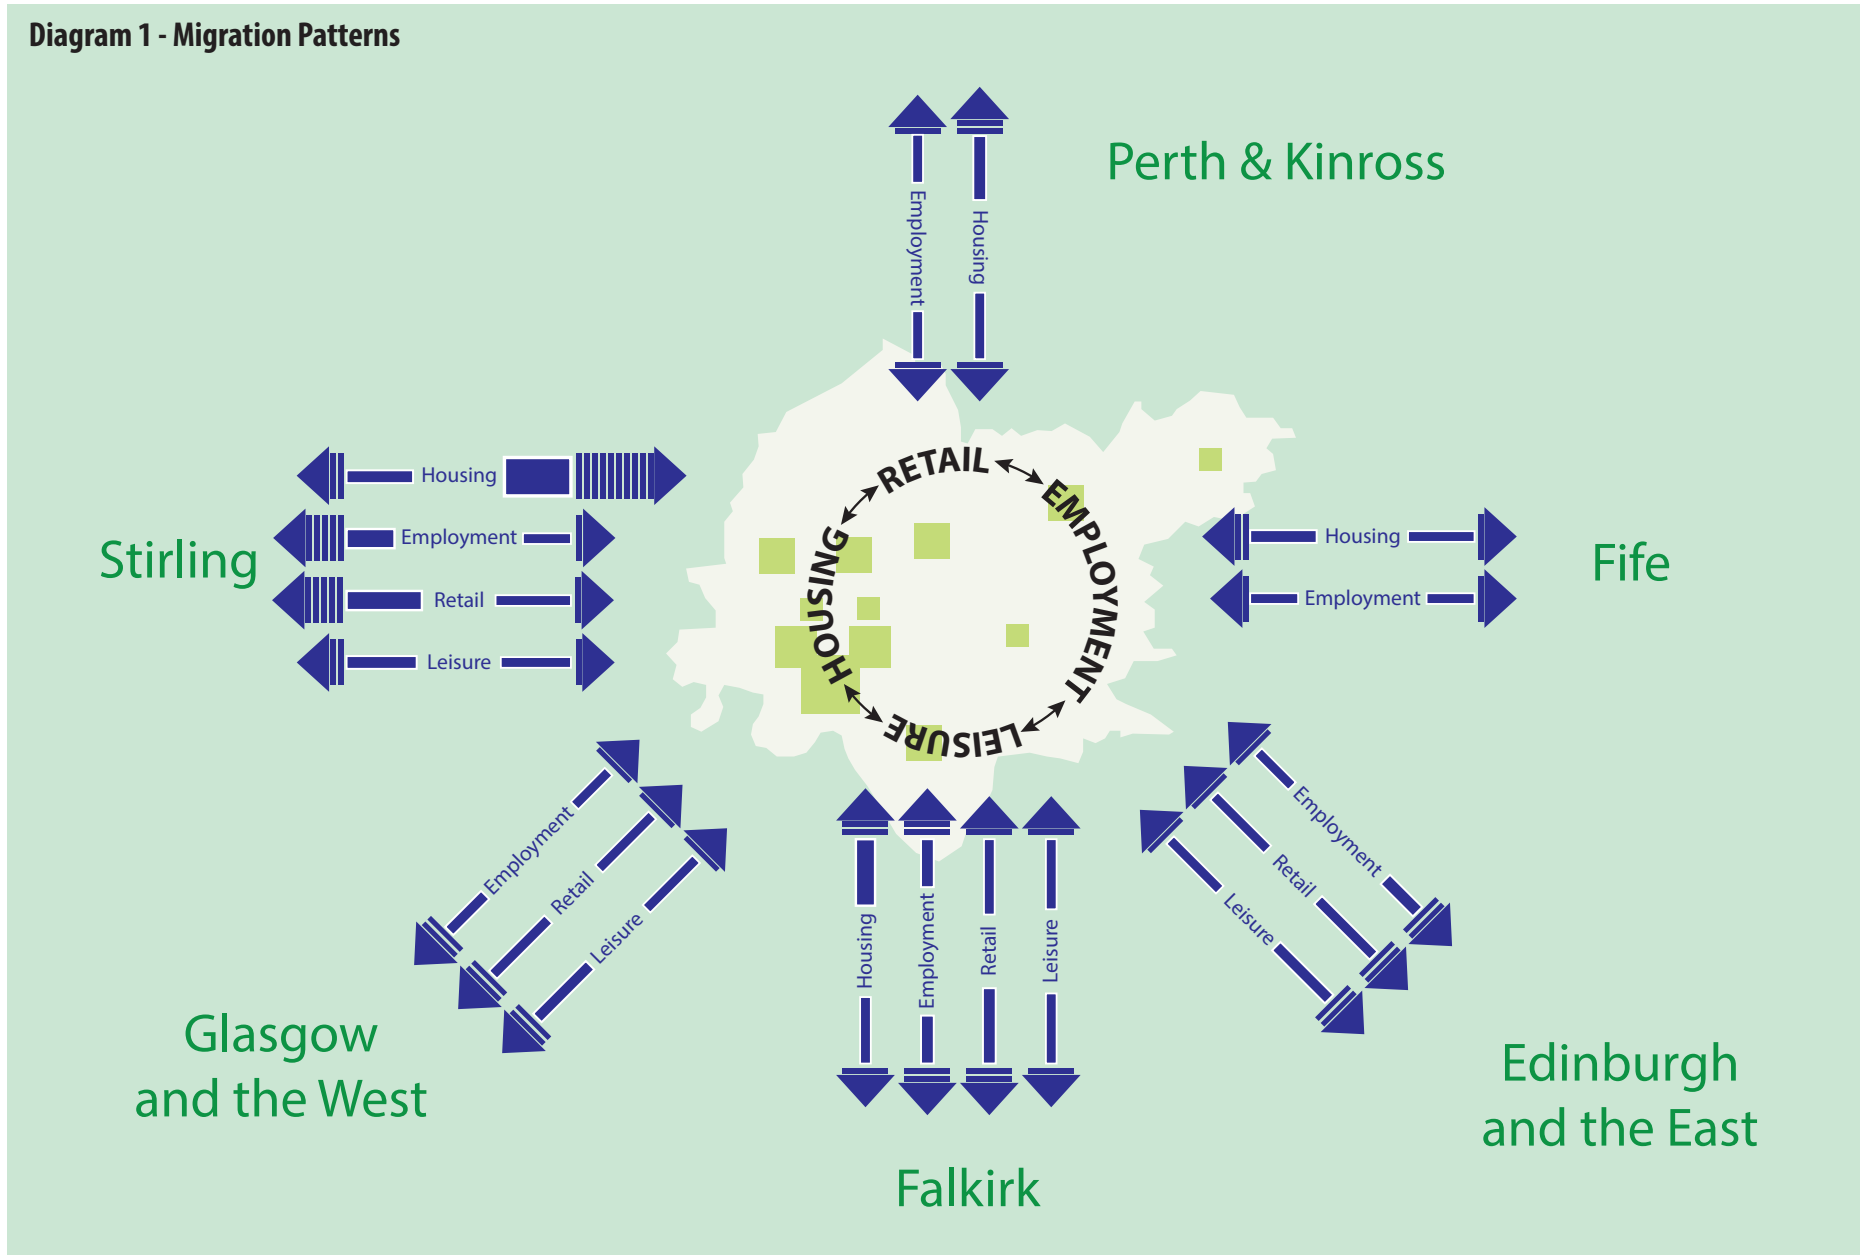 Diagram 1 - Migration Patterns
Perth & Kinross
Employment
Housing
Stirling
Housing
Employment
Retail
Leisure
RETAIL
EMPLOYMENT
LEISURE
HOUSING
Housing
Employment
Fife
Employment
Retail
Leisure
Glasgow
and the West
Housing
Employment
Retail
Leisure
Falkirk
Employment
Retail
Leisure
Edinburgh
and the East